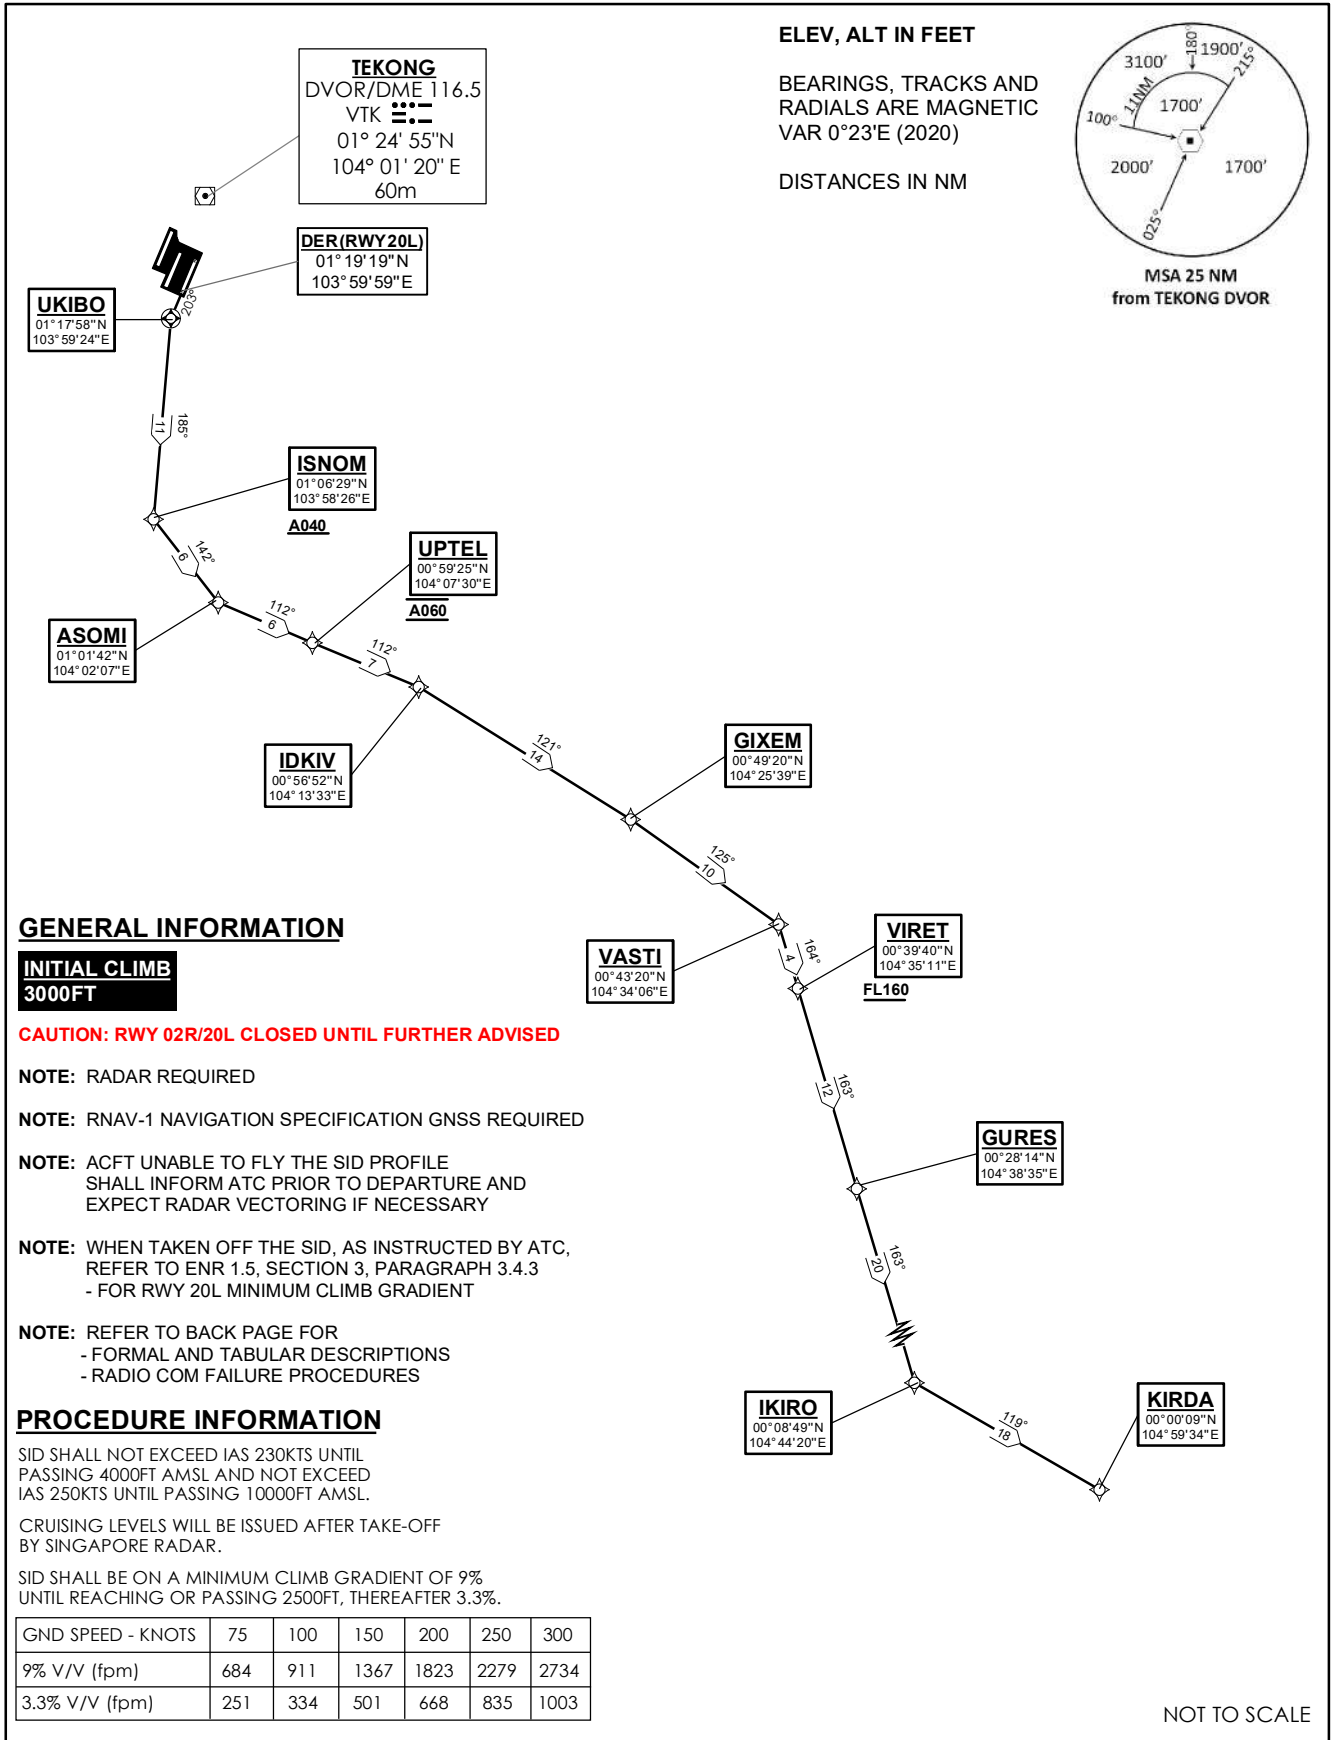 TEKONG
DVOR/DME 116.5
VTK
01° 24' 55"N
104° 01' 20" E
60m
ELEV, ALT IN FEET
BEARINGS, TRACKS AND
RADIALS ARE MAGNETIC
VAR 0°23'E (2020)
DISTANCES IN NM
3100'
180°
1900'
215°
11NM
1700'
100°
2000'
1700'
025°
MSA 25 NM
from TEKONG DVOR
DER(RWY20L)
01°19'19"N
103°59'59"E
203°
UKIBO
01°17'58"N
103°59'24"E
11
185°
ISNOM
01°06'29"N
103°58'26"E
A040
6
142°
UPTEL
00°59'25"N
104°07'30"E
A060
ASOMI
01°01'42"N
104°02'07"E
112°
6
112°
7
IDKIV
00°56'52"N
104°13'33"E
121°
14
GIXEM
00°49'20"N
104°25'39"E
125°
10
VASTI
00°43'20"N
104°34'06"E
4
164°
VIRET
00°39'40"N
104°35'11"E
FL160
12
163°
GURES
00°28'14"N
104°38'35"E
20
163°
IKIRO
00°08'49"N
104°44'20"E
119°
18
KIRDA
00°00'09"N
104°59'34"E
GENERAL INFORMATION
INITIAL CLIMB
3000FT
CAUTION: RWY 02R/20L CLOSED UNTIL FURTHER ADVISED
NOTE: RADAR REQUIRED
NOTE: RNAV-1 NAVIGATION SPECIFICATION GNSS REQUIRED
NOTE: ACFT UNABLE TO FLY THE SID PROFILE
SHALL INFORM ATC PRIOR TO DEPARTURE AND
EXPECT RADAR VECTORING IF NECESSARY
NOTE: WHEN TAKEN OFF THE SID, AS INSTRUCTED BY ATC,
REFER TO ENR 1.5, SECTION 3, PARAGRAPH 3.4.3
- FOR RWY 20L MINIMUM CLIMB GRADIENT
NOTE: REFER TO BACK PAGE FOR
- FORMAL AND TABULAR DESCRIPTIONS
- RADIO COM FAILURE PROCEDURES
PROCEDURE INFORMATION
SID SHALL NOT EXCEED IAS 230KTS UNTIL
PASSING 4000FT AMSL AND NOT EXCEED
IAS 250KTS UNTIL PASSING 10000FT AMSL.
CRUISING LEVELS WILL BE ISSUED AFTER TAKE-OFF
BY SINGAPORE RADAR.
SID SHALL BE ON A MINIMUM CLIMB GRADIENT OF 9%
UNTIL REACHING OR PASSING 2500FT, THEREAFTER 3.3%.
GND SPEED - KNOTS 75 100 150 200 250 300
9% V/V (fpm) 684 911 1367 1823 2279 2734
3.3% V/V (fpm) 251 334 501 668 835 1003
NOT TO SCALE